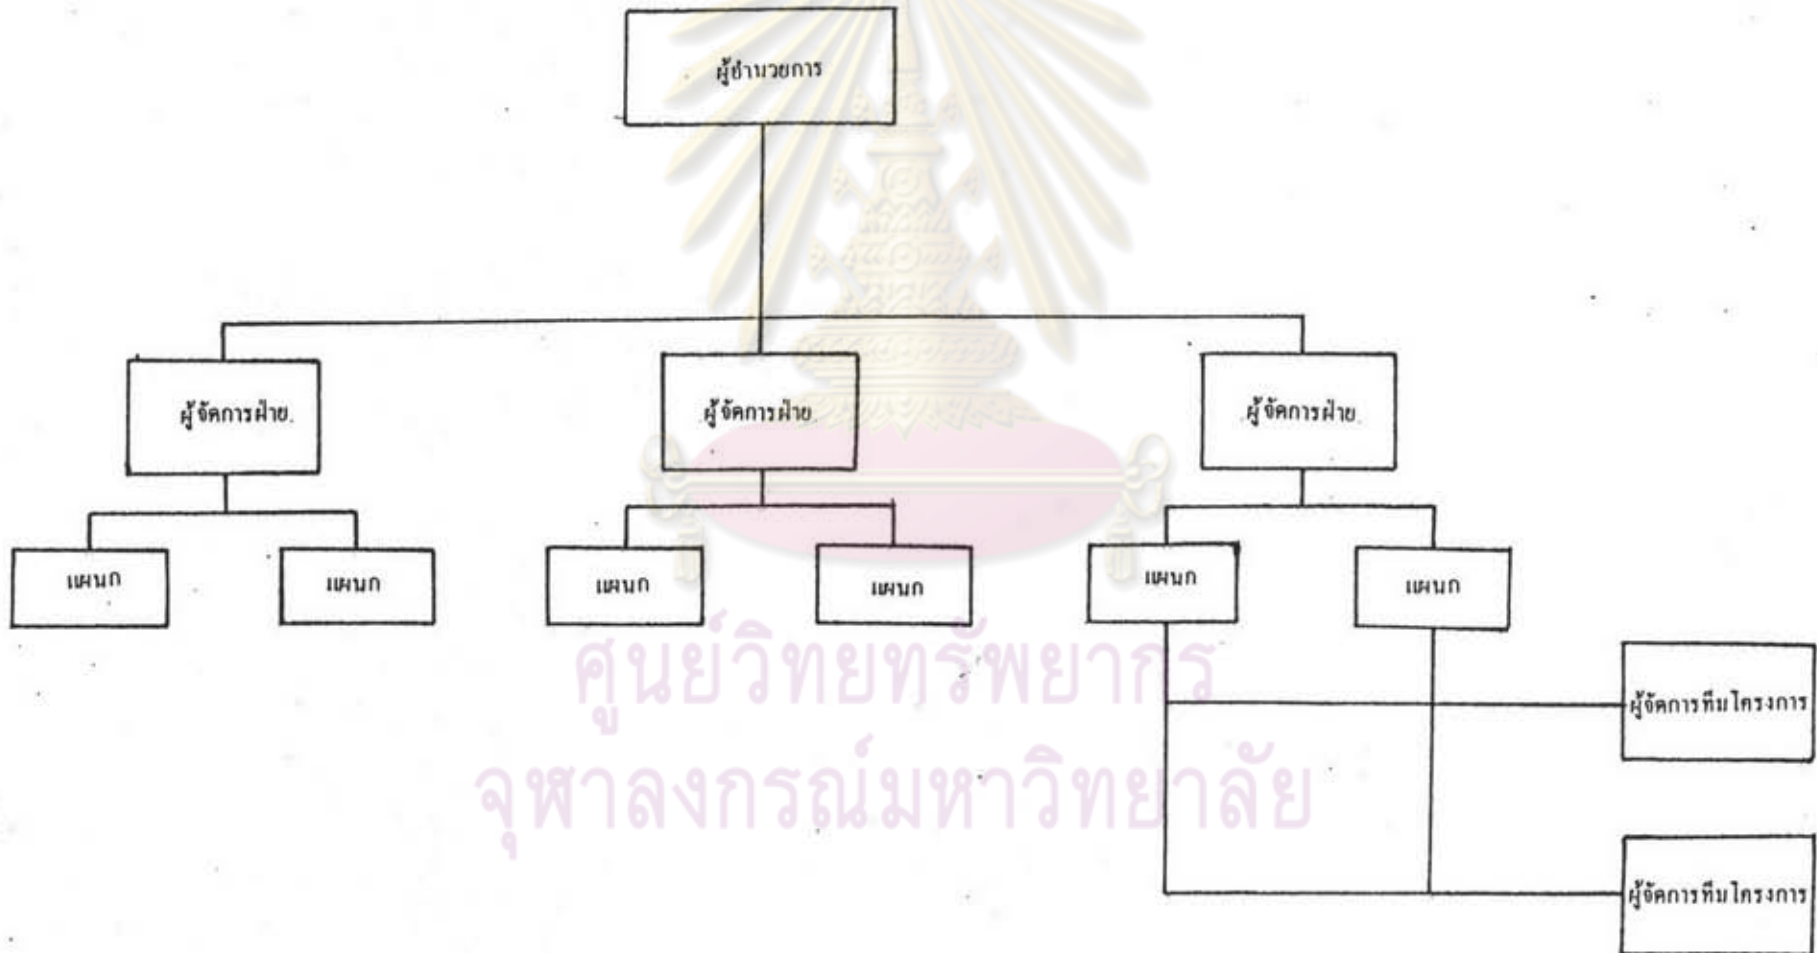 ผู้อำนวยการ
ผู้จัดการฝ่าย.
ผู้จัดการฝ่าย.
ผู้จัดการฝ่าย.
แผนก
แผนก
แผนก
แผนก
แผนก
แผนก
ศูนย์วิทยทรัพยากร
ผู้จัดการทีมโครงการ
จุฬาลงกรณ์มหาวิทยาลัย
ผู้จัดการทีมโครงการ